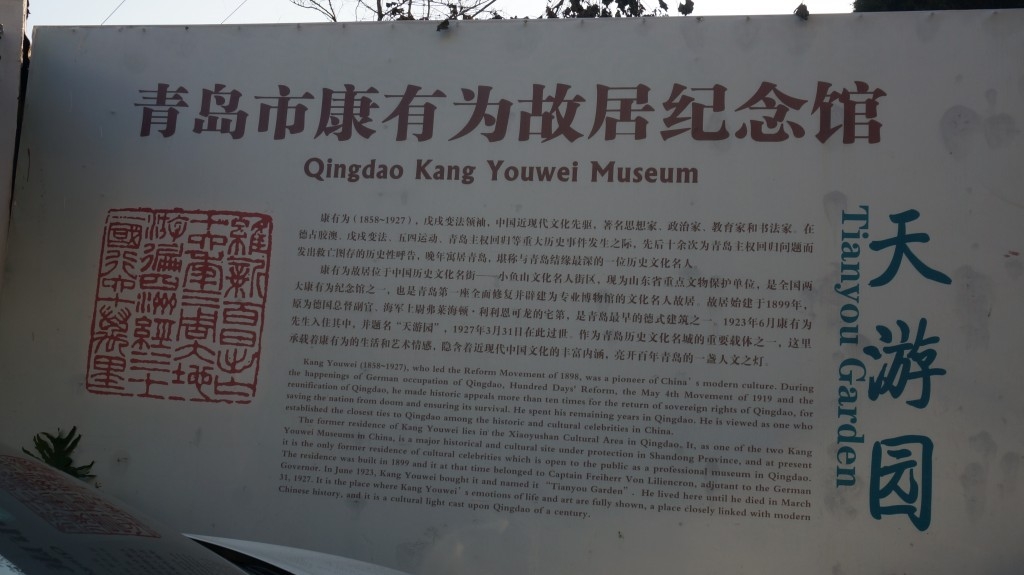 青岛市康有为故居纪念馆
Qingdao Kang Youwei Museum
維新百日出
三周大地
游遍四洲經三十一
國行六十萬里
康有为（1858~1927），戊戌变法领袖，中国近现代文化先驱，著名思想家、政治家、教育家和书法家。在
德占胶澳、戊戌变法、五四运动、青岛主权回归等重大历史事件发生之际，先后十余次为青岛主权回归问题而
发出救亡图存的历史性呼告，晚年寓居青岛，堪称与青岛结缘最深的一位历史文化名人。
康有为故居位于中国历史文化名街——小鱼山文化名人街区，现为山东省重点文物保护单位，是全国两
大康有为纪念馆之一，也是青岛第一座全面修复并辟建为专业博物馆的文化名人故居。故居始建于1899年，
原为德国总督副官、海军上尉弗莱海顿·利利恩可龙的宅第，是青岛最早的德式建筑之一。1923年6月康有为
先生入住其中，并题名“天游园”，1927年3月31日在此过世。作为青岛历史文化名城的重要载体之一，这里
承载着康有为的生活和艺术情感，隐含着近现代中国文化的丰富内涵，亮开百年青岛的一盏人文之灯。
Kang Youwei (1858~1927), who led the Reform Movement of 1898, was a pioneer of China's modern culture. During
the happenings of German occupation of Qingdao, Hundred Days' Reform, the May 4th Movement of 1919 and the
reunification of Qingdao, he made historic appeals more than ten times for the return of sovereign rights of Qingdao, for
saving the nation from doom and ensuring its survival. He spent his remaining years in Qingdao. He is viewed as one who
established the closest ties to Qingdao among the historic and cultural celebrities in China.
The former residence of Kang Youwei lies in the Xiaoyushan Cultural Area in Qingdao. It, as one of the two Kang
Youwei Museums in China, is a major historical and cultural site under protection in Shandong Province, and at present
it is the only former residence of cultural celebrities which is open to the public as a professional museum in Qingdao.
The residence was built in 1899 and it at that time belonged to Captain Freiherr Von Liliencron, adjutant to the German
Governor. In June 1923, Kang Youwei bought it and named it “Tianyou Garden”. He lived here until he died in March
31, 1927. It is the place where Kang Youwei's emotions of life and art are fully shown, a place closely linked with modern
Chinese history, and it is a cultural light cast upon Qingdao of a century.
天游园
Tianyou Garden